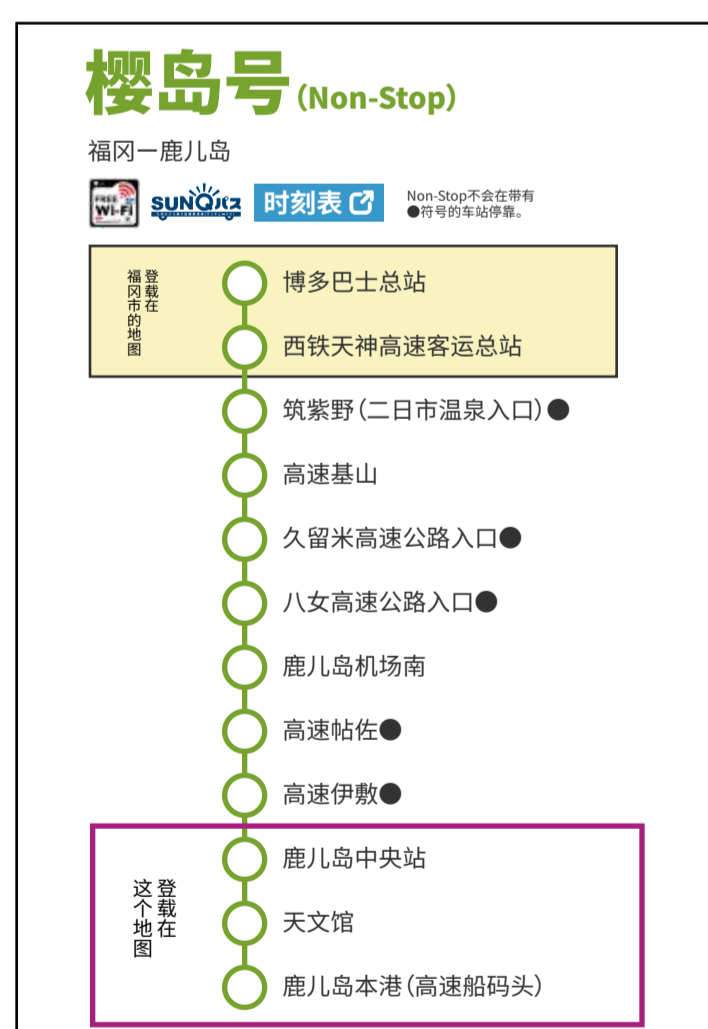 樱岛号(Non-Stop)
福冈ー鹿儿岛
FREE
Wi-Fi
SUNQパス
时刻表
Non-Stop不会在带有
●符号的车站停靠。
登载在
福冈市的地图
博多巴士总站
西铁天神高速客运总站
筑紫野(二日市温泉入口)●
高速基山
久留米高速公路入口●
八女高速公路入口●
鹿儿岛机场南
高速帖佐●
高速伊敷●
登载在
这个地图
鹿儿岛中央站
天文馆
鹿儿岛本港(高速船码头)